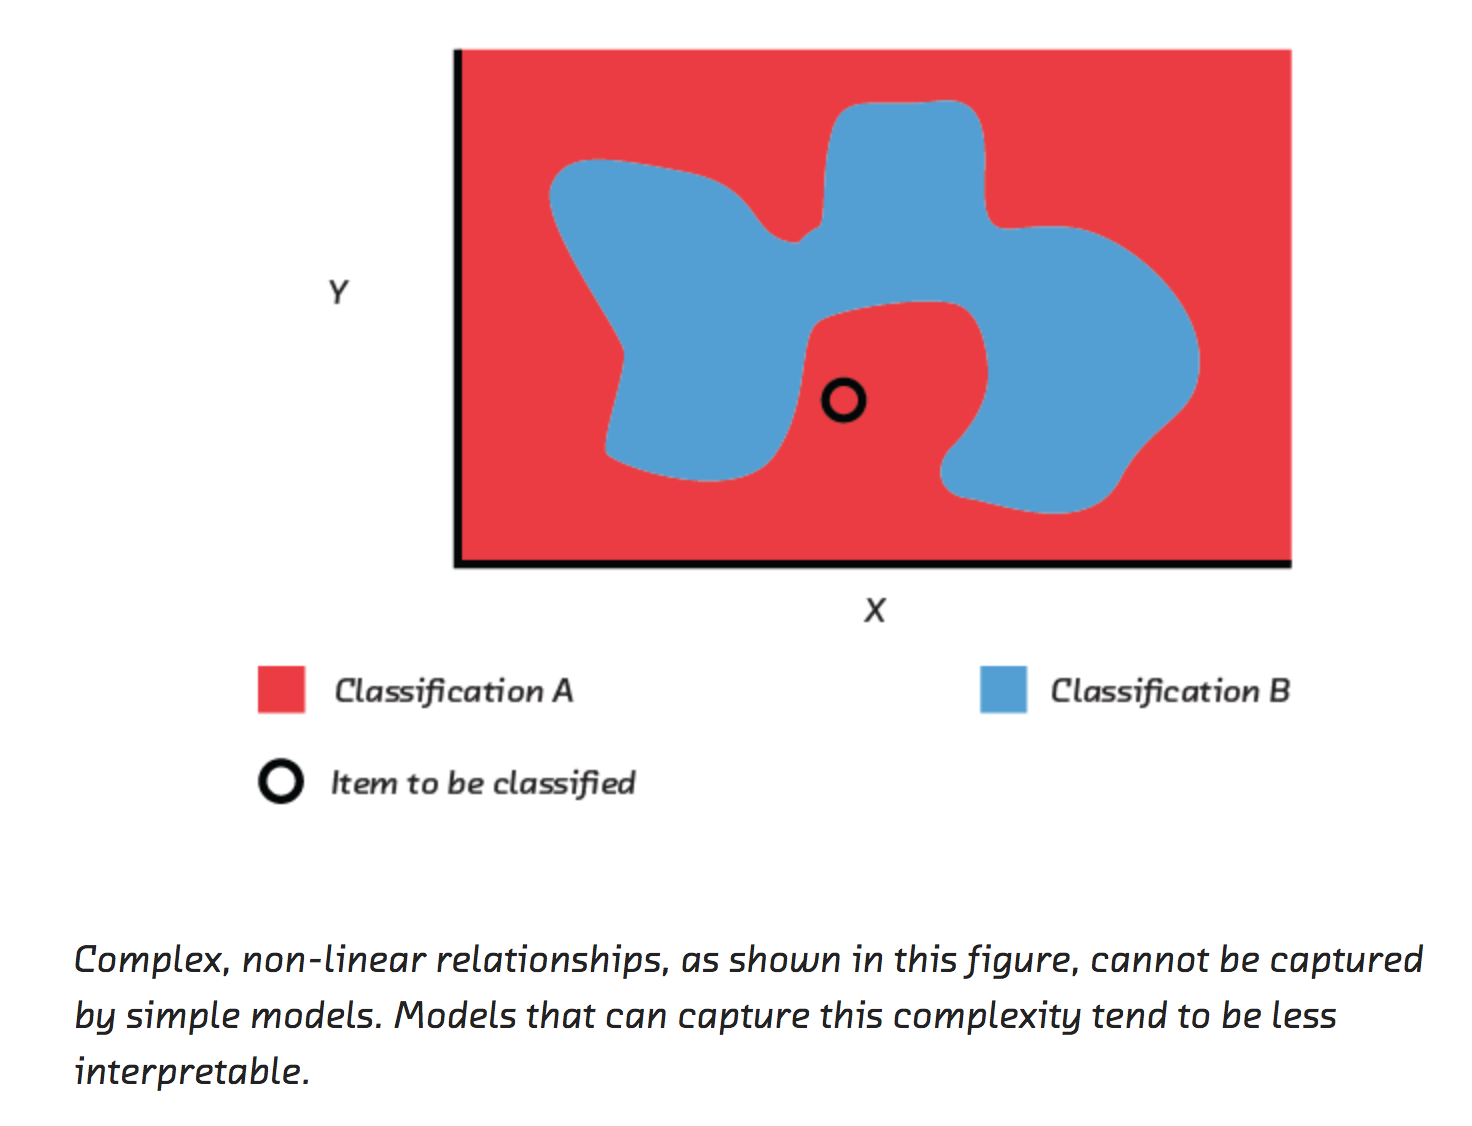 Y
X
Classification A
Classification B
Item to be classified
Complex, non-linear relationships, as shown in this figure, cannot be captured
by simple models. Models that can capture this complexity tend to be less
interpretable.